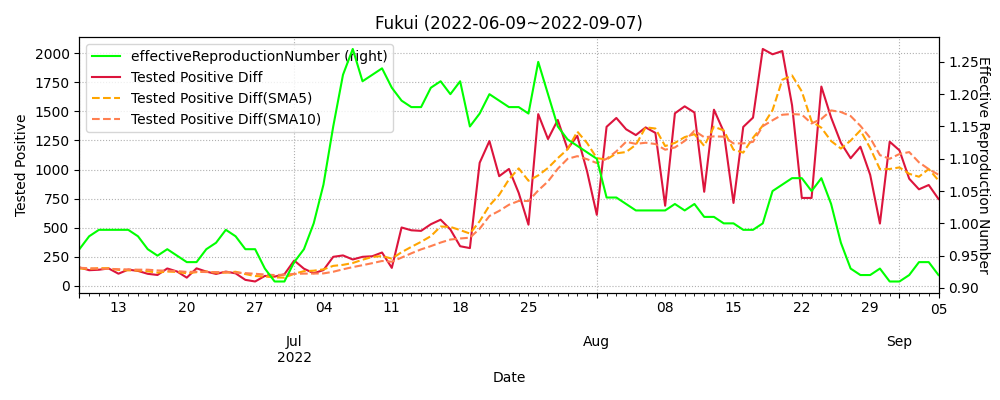 Fukui (2022-06-09~2022-09-07)
effectiveReproductionNumber (right)
Tested Positive Diff
Tested Positive Diff(SMA5)
Tested Positive Diff(SMA10)
Tested Positive
2000
1750
1500
1250
1000
750
500
250
0
1.25
1.20
1.15
1.10
1.05
1.00
0.95
0.90
Effective Reproduction Number
13 20 27 04 11 18 25 08 15 22 29 05
Jul Aug Sep
2022
Date